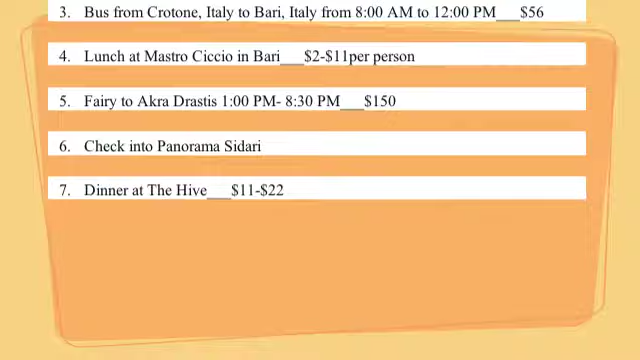 3. Bus from Crotone, Italy to Bari, Italy from 8:00 AM to 12:00 PM___$56
4. Lunch at Mastro Ciccio in Bari___$2-$11per person
5. Fairy to Akra Drastis 1:00 PM- 8:30 PM___$150
6. Check into Panorama Sidari
7. Dinner at The Hive___$11-$22